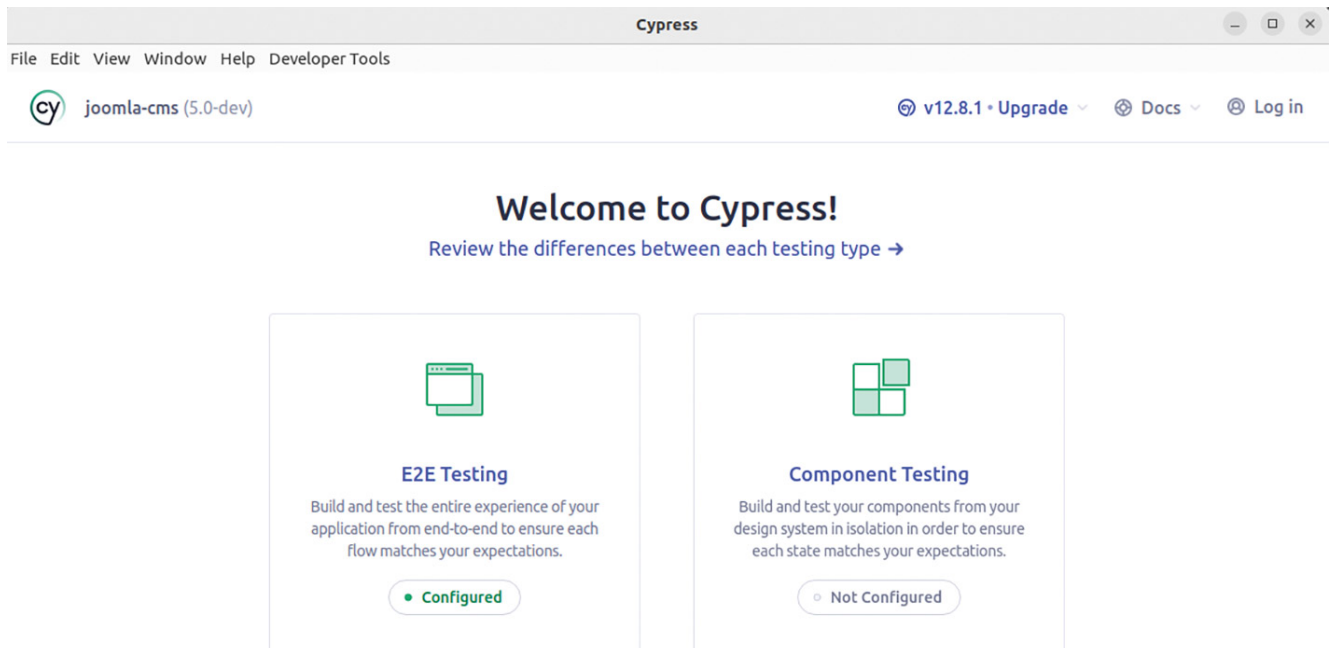 Cypress
File Edit View Window Help Developer Tools
cy joomla-cms (5.0-dev) v12.8.1 • Upgrade Docs Log in
Welcome to Cypress!
Review the differences between each testing type →
E2E Testing
Build and test the entire experience of your
application from end-to-end to ensure each
flow matches your expectations.
Configured
Component Testing
Build and test your components from your
design system in isolation in order to ensure
each state matches your expectations.
Not Configured